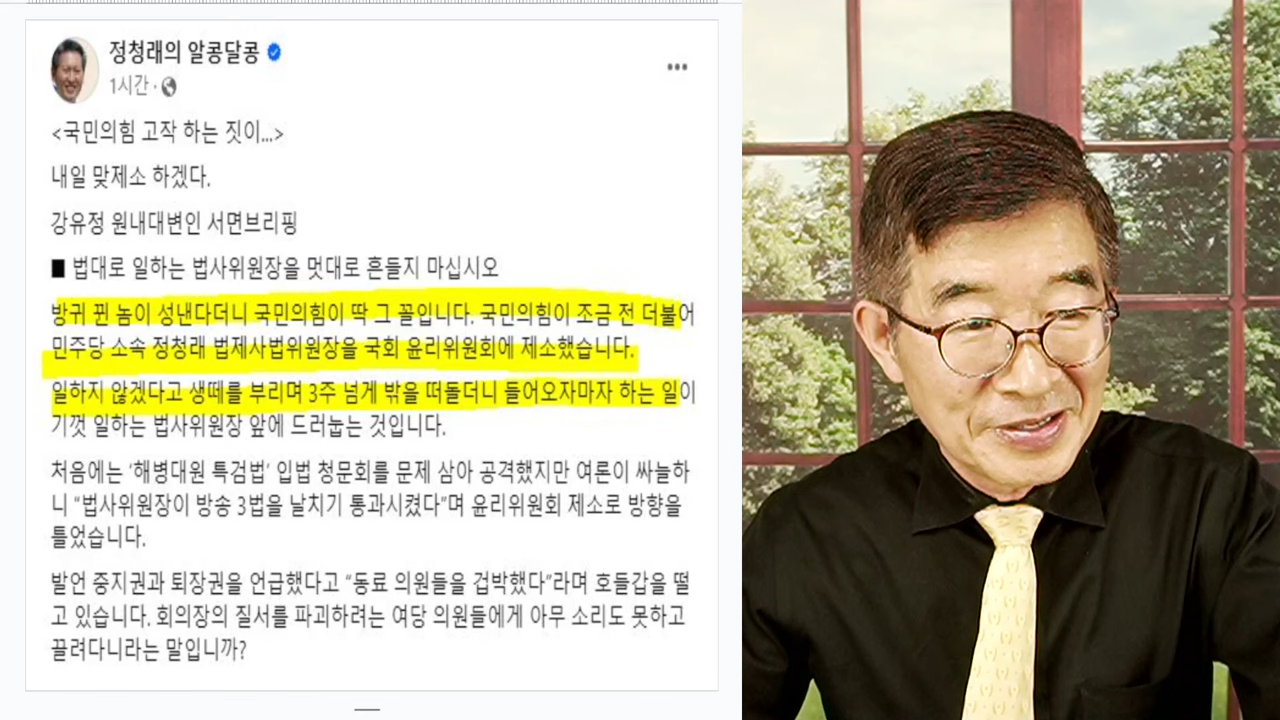 정청래의 알콩달콩
1시간 ·
<국민의힘 고작 하는 짓이...>
내일 맞제소 하겠다.
강유정 원내대변인 서면브리핑
■ 법대로 일하는 법사위원장을 멋대로 흔들지 마십시오
방귀 뀐 놈이 성낸다더니 국민의힘이 딱 그 꼴입니다. 국민의힘이 조금 전 더불어
민주당 소속 정청래 법제사법위원장을 국회 윤리위원회에 제소했습니다.
일하지 않겠다고 생떼를 부리며 3주 넘게 밖을 떠돌더니 들어오자마자 하는 일이
기껏 일하는 법사위원장 앞에 드러눕는 것입니다.
처음에는 ‘해병대원 특검법’ 입법 청문회를 문제 삼아 공격했지만 여론이 싸늘하
니 “법사위원장이 방송 3법을 날치기 통과시켰다”며 윤리위원회 제소로 방향을
틀었습니다.
발언 중지권과 퇴장권을 언급했다고 “동료 의원들을 겁박했다”라며 호들갑을 떨
고 있습니다. 회의장의 질서를 파괴하려는 여당 의원들에게 아무 소리도 못하고
끌려다니라는 말입니까?